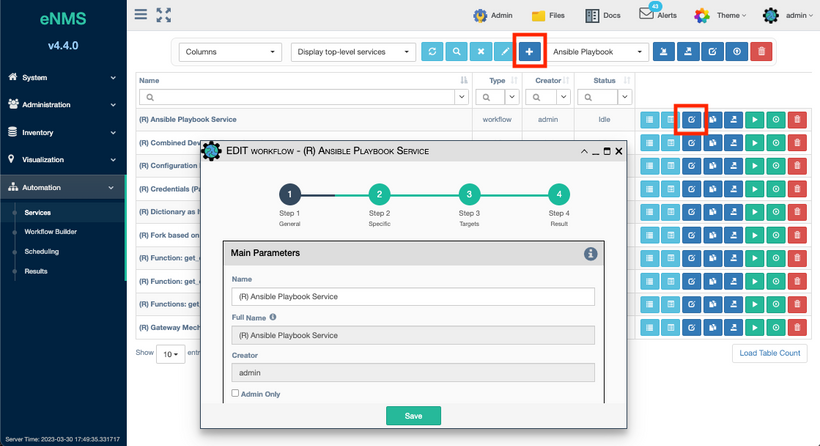 eNMS
v4.4.0
System
Administration
Inventory
Visualization
Automation
Services
Workflow Builder
Scheduling
Results
Server Time: 2023-03-30 17:49:35.331717
Admin
Files
Docs
43
Alerts
Theme
admin
Columns
Display top-level services
Ansible Playbook
Name
Type
Creator
Status
(R) Ansible Playbook Service
workflow
admin
Idle
(R) Combined Dev
(R) Configuration
(R) Credentials (Pa
(R) Dictionary as
(R) Fork based on
(R) Function: get_
(R) Function: get_
(R) Functions: get_
(R) Gateway Mech
Show
10
entr
Load Table Count
EDIT WORKFLOW - (R) ANSIBLE PLAYBOOK SERVICE
1
2
3
4
Step 1
Step 2
Step 3
Step 4
General
Specific
Targets
Result
Main Parameters
Name
(R) Ansible Playbook Service
Full Name
(R) Ansible Playbook Service
Creator
admin
Admin Only
Save